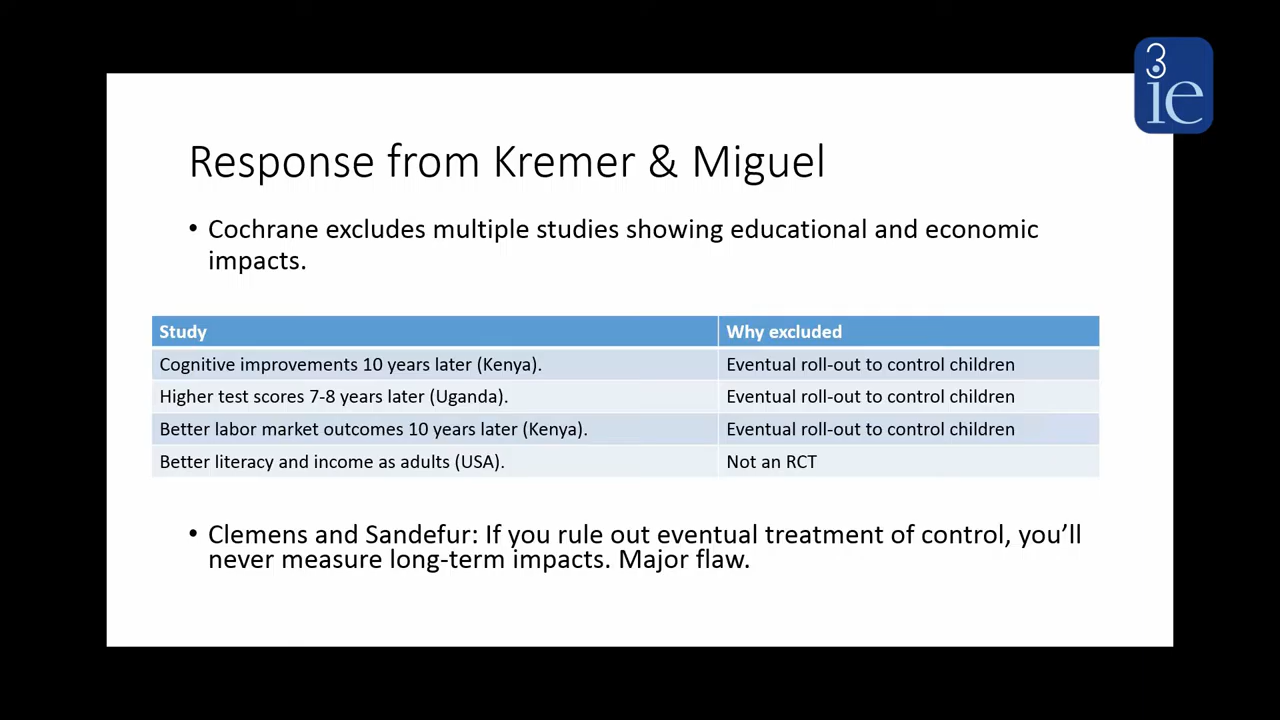 3
ie
Response from Kremer & Miguel
• Cochrane excludes multiple studies showing educational and economic
impacts.
Study Why excluded
Cognitive improvements 10 years later (Kenya). Eventual roll-out to control children
Higher test scores 7-8 years later (Uganda). Eventual roll-out to control children
Better labor market outcomes 10 years later (Kenya). Eventual roll-out to control children
Better literacy and income as adults (USA). Not an RCT
• Clemens and Sandefur: If you rule out eventual treatment of control, you’ll
never measure long-term impacts. Major flaw.